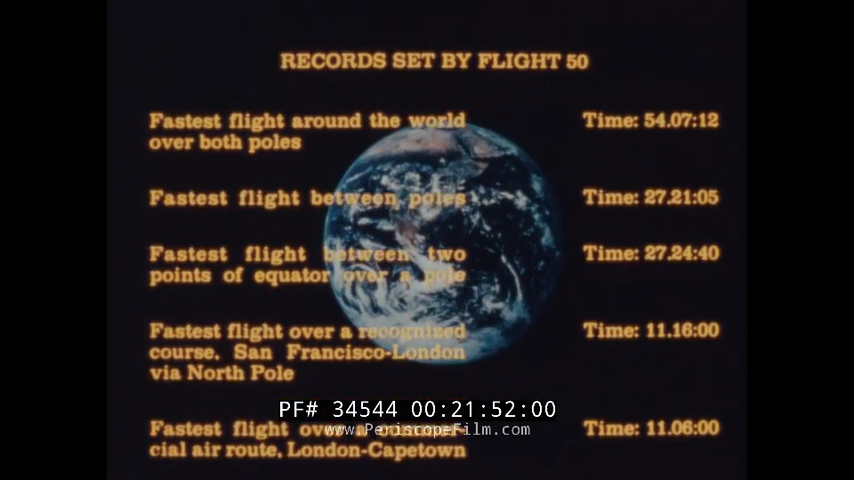 RECORDS SET BY FLIGHT 50
Fastest flight around the world Time: 54.07:12
over both poles
Fastest flight between poles Time: 27.21:05
Fastest flight between two Time: 27.24:40
points of equator over a pole
Fastest flight over a recognized Time: 11.16:00
course, San Francisco-London
via North Pole
PF# 34544 00:21:52:00
Fastest flight over a commer- Time: 11.06:00
www.PeriscopeFilm.com
cial air route, London-Capetown